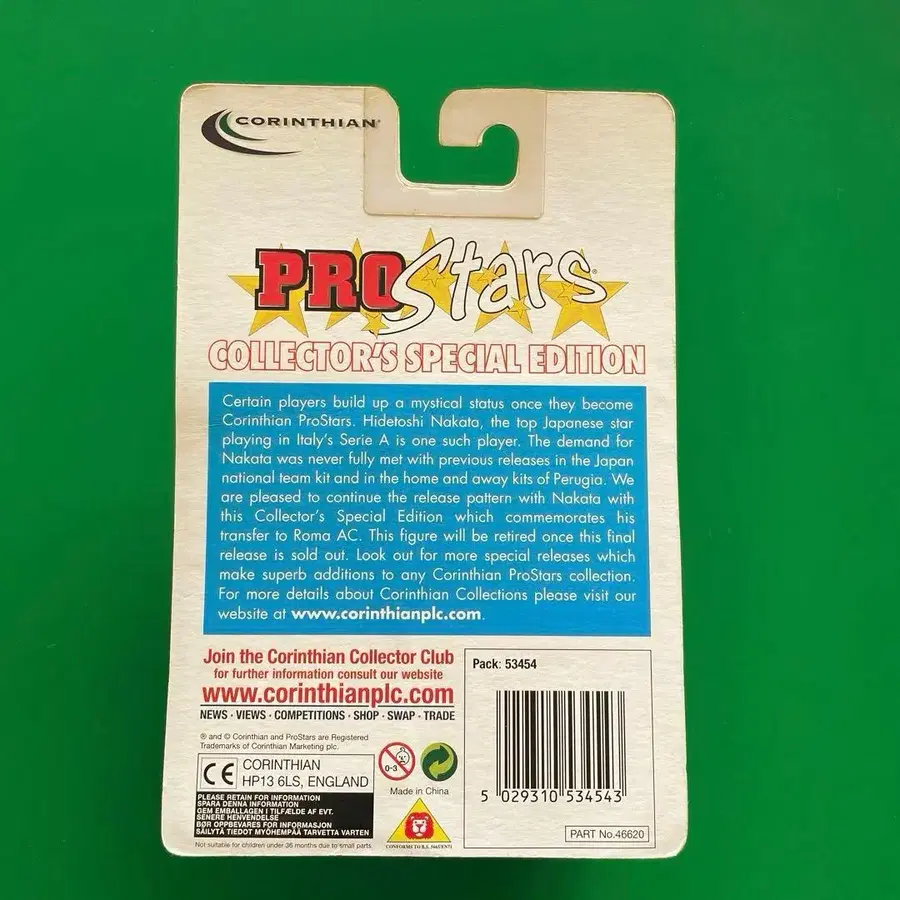 CORINTHIAN
PRO Stars
COLLECTOR'S SPECIAL EDITION
Certain players build up a mystical status once they become
Corinthian ProStars. Hidetoshi Nakata, the top Japanese star
playing in Italy's Serie A is one such player. The demand for
Nakata was never fully met with previous releases in the Japan
national team kit and in the home and away kits of Perugia. We
are pleased to continue the release pattern with Nakata with
this Collector's Special Edition which commemorates his
transfer to Roma AC. This figure will be retired once this final
release is sold out. Look out for more special releases which
make superb additions to any Corinthian ProStars collection.
For more details about Corinthian Collections please visit our
website at www.corinthianplc.com.
Join the Corinthian Collector Club
for further information consult our website
www.corinthianplc.com
NEWS · VIEWS · COMPETITIONS · SHOP · SWAP · TRADE
® and © Corinthian and ProStars are Registered
Trademarks of Corinthian Marketing plc.
CE CORINTHIAN
HP13 6LS, ENGLAND
PLEASE RETAIN FOR INFORMATION
SPARA DENNA INFORMATION
GEM EMBALLAGEN I TILFÆLDE AF EVT.
SENERE HENVENDELSE
BØR OPPBEVARES FOR INFORMASJON
SÄILYTÄ TIEDOT MYÖHEMPÄÄ TARVETTA VARTEN
Not suitable for children under 36 months due to small parts.
0-3
Made in China
Pack: 53454
5 029310 534543
PART No.46620